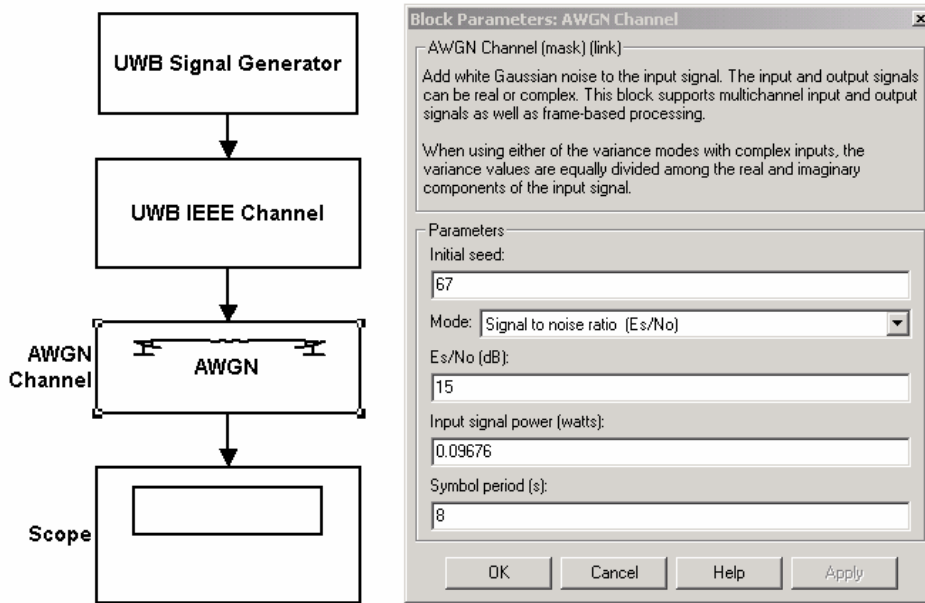 UWB Signal Generator
UWB IEEE Channel
AWGN
Channel
AWGN
Scope
Block Parameters: AWGN Channel
AWGN Channel (mask) (link)
Add white Gaussian noise to the input signal. The input and output signals
can be real or complex. This block supports multichannel input and output
signals as well as frame-based processing.
When using either of the variance modes with complex inputs, the
variance values are equally divided among the real and imaginary
components of the input signal.
Parameters
Initial seed:
67
Mode: Signal to noise ratio (Es/No)
Es/No (dB):
15
Input signal power (watts):
0.09676
Symbol period (s):
8
OK Cancel Help Apply